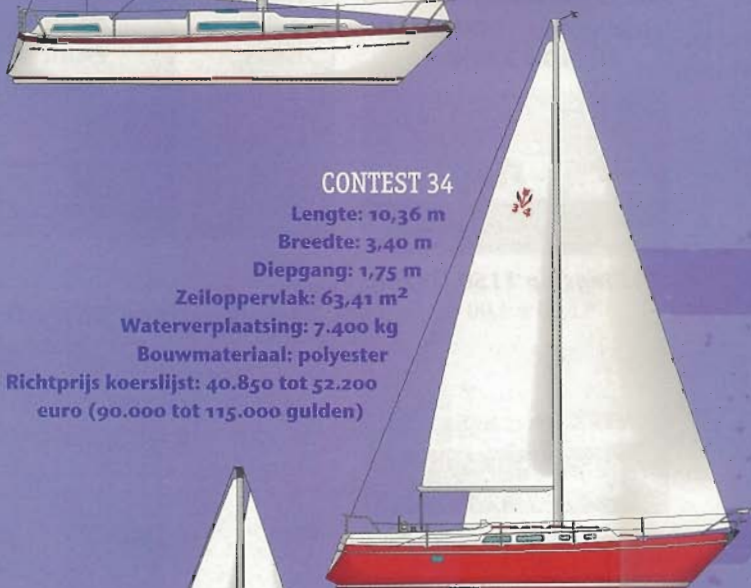 CONTEST 34
Lengte: 10,36 m
Breedte: 3,40 m
Diepgang: 1,75 m
Zeiloppervlak: 63,41 m²
Waterverplaatsing: 7.400 kg
Bouwmateriaal: polyester
Richtprijs koerslijst: 40.850 tot 52.200
euro (90.000 tot 115.000 gulden)
34